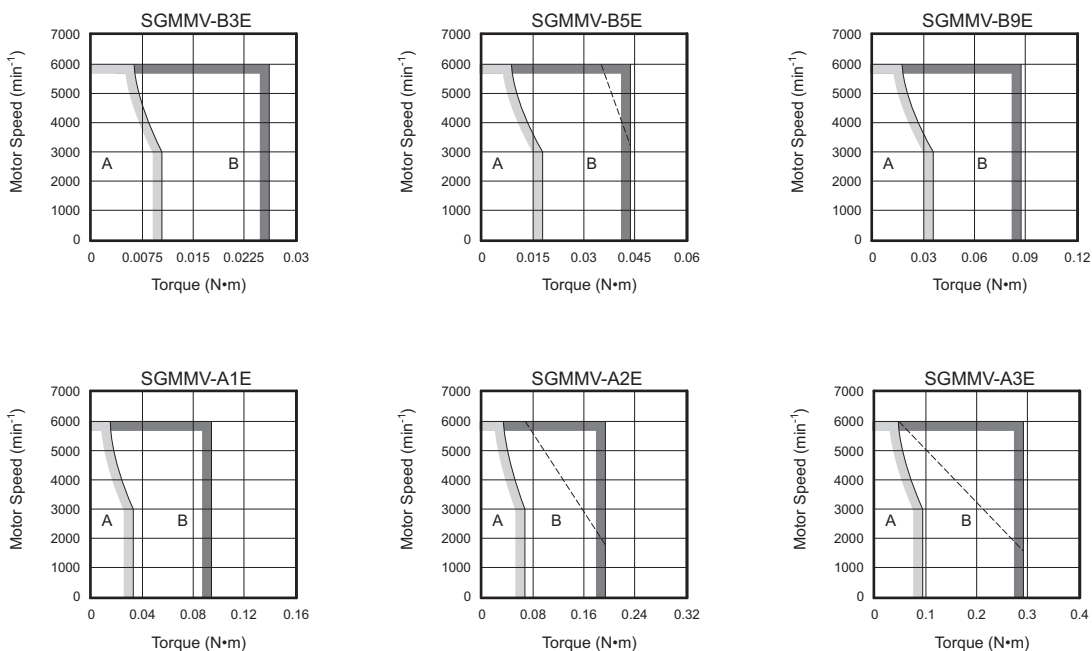 SGMMV-B3E
7000
6000
5000
4000
3000
2000
1000
0
Motor Speed (min-1)
A
B
0 0.0075 0.015 0.0225 0.03
Torque (N•m)
SGMMV-B5E
7000
6000
5000
4000
3000
2000
1000
0
Motor Speed (min-1)
A
B
0 0.015 0.03 0.045 0.06
Torque (N•m)
SGMMV-B9E
7000
6000
5000
4000
3000
2000
1000
0
Motor Speed (min-1)
A
B
0 0.03 0.06 0.09 0.12
Torque (N•m)
SGMMV-A1E
7000
6000
5000
4000
3000
2000
1000
0
Motor Speed (min-1)
A
B
0 0.04 0.08 0.12 0.16
Torque (N•m)
SGMMV-A2E
7000
6000
5000
4000
3000
2000
1000
0
Motor Speed (min-1)
A
B
0 0.08 0.16 0.24 0.32
Torque (N•m)
SGMMV-A3E
7000
6000
5000
4000
3000
2000
1000
0
Motor Speed (min-1)
A
B
0 0.1 0.2 0.3 0.4
Torque (N•m)